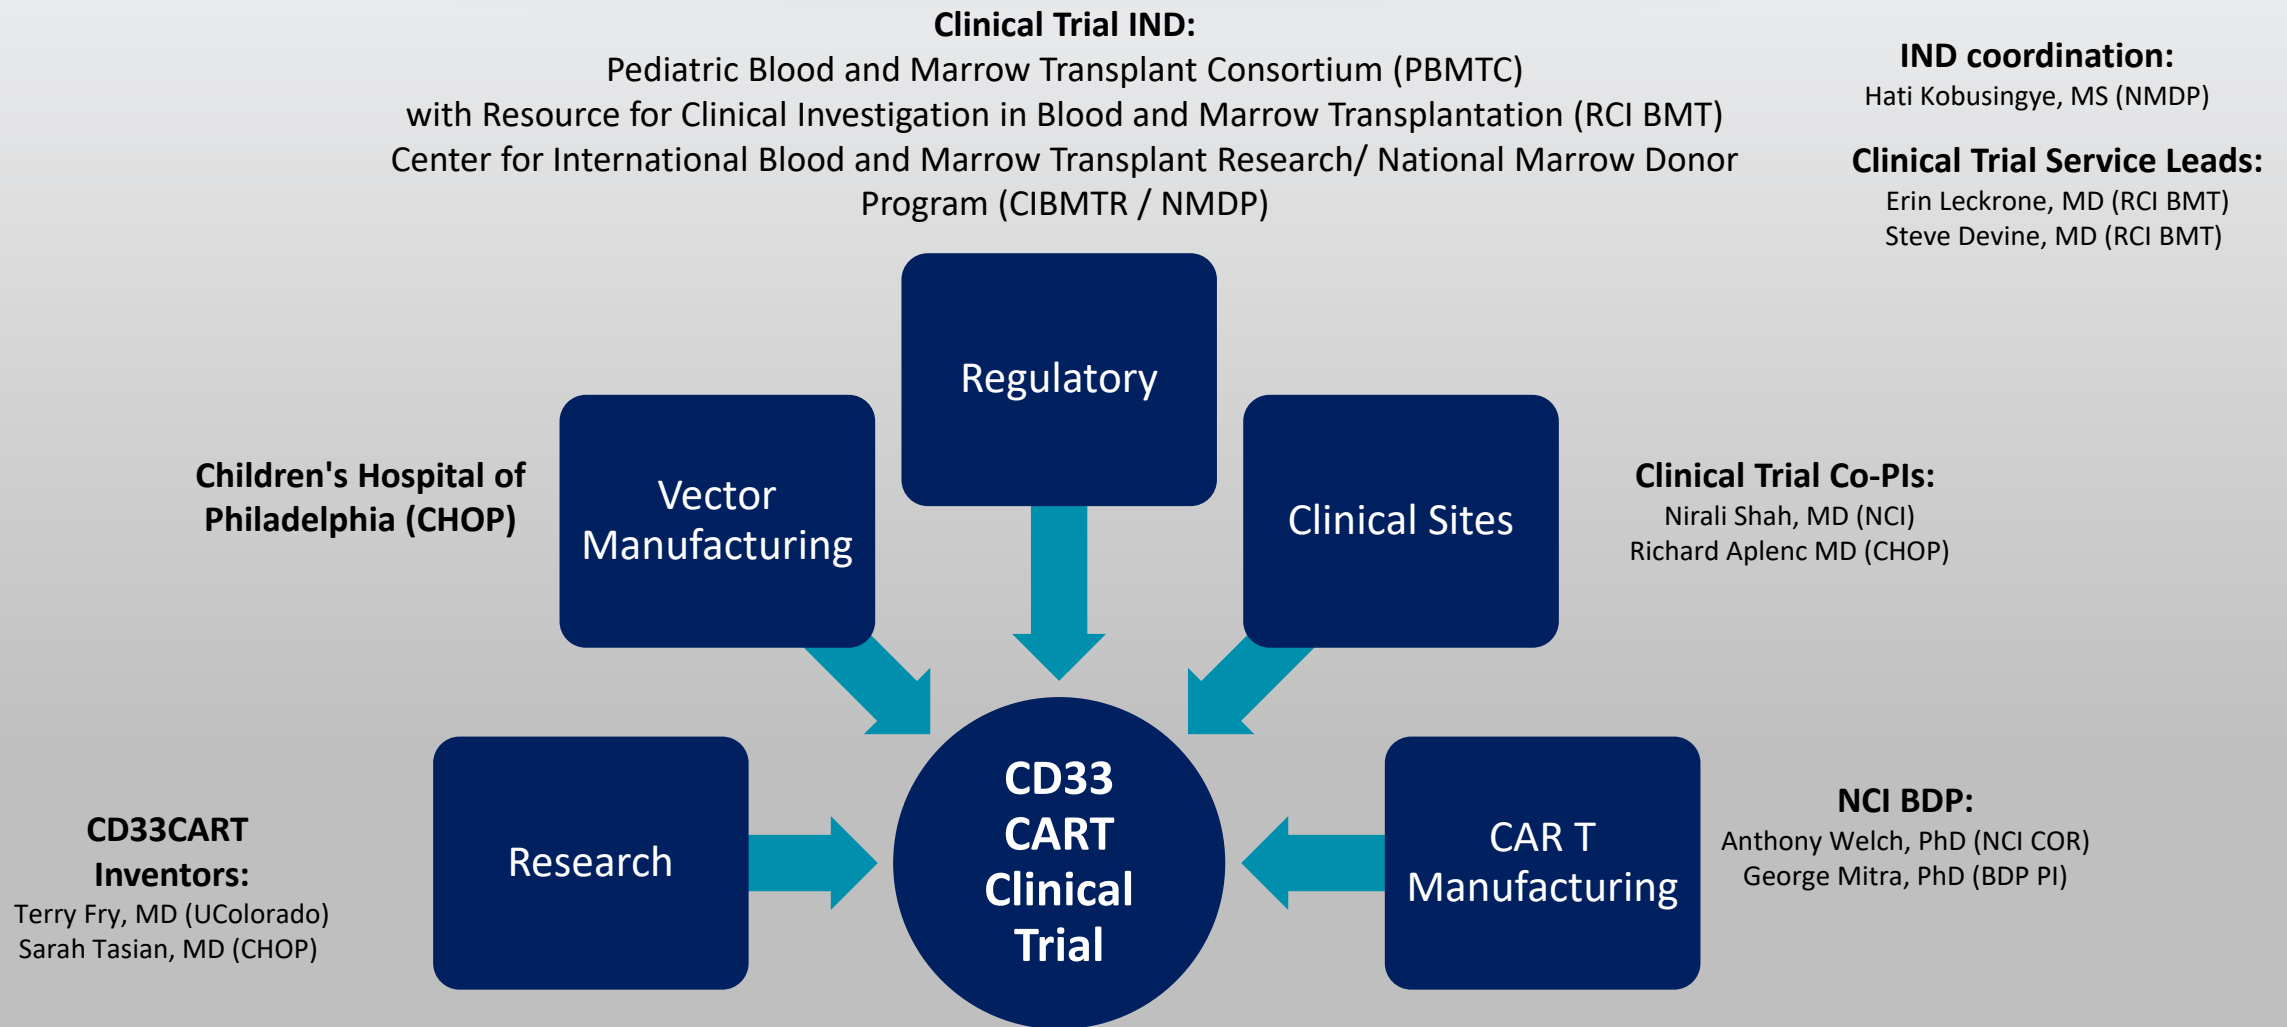 Clinical Trial IND:
Pediatric Blood and Marrow Transplant Consortium (PBMTC)
with Resource for Clinical Investigation in Blood and Marrow Transplantation (RCI BMT)
Center for International Blood and Marrow Transplant Research/ National Marrow Donor
Program (CIBMTR / NMDP)
IND coordination:
Hati Kobusingye, MS (NMDP)
Clinical Trial Service Leads:
Erin Leckrone, MD (RCI BMT)
Steve Devine, MD (RCI BMT)
Regulatory
Children's Hospital of
Philadelphia (CHOP)
Vector
Manufacturing
Clinical Sites
Clinical Trial Co-PIs:
Nirali Shah, MD (NCI)
Richard Aplenc MD (CHOP)
CD33CART
Inventors:
Terry Fry, MD (UColorado)
Sarah Tasian, MD (CHOP)
Research
CD33
CART
Clinical
Trial
CAR T
Manufacturing
NCI BDP:
Anthony Welch, PhD (NCI COR)
George Mitra, PhD (BDP PI)